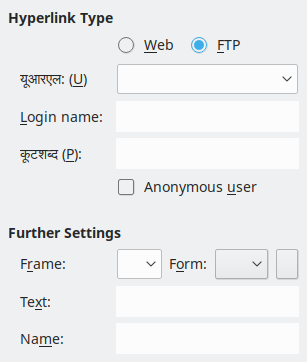 Hyperlink Type
Web FTP
यूआरएल: (U)
Login name:
कूटशब्द (P):
Anonymous user
Further Settings
Frame: Form:
Text:
Name: